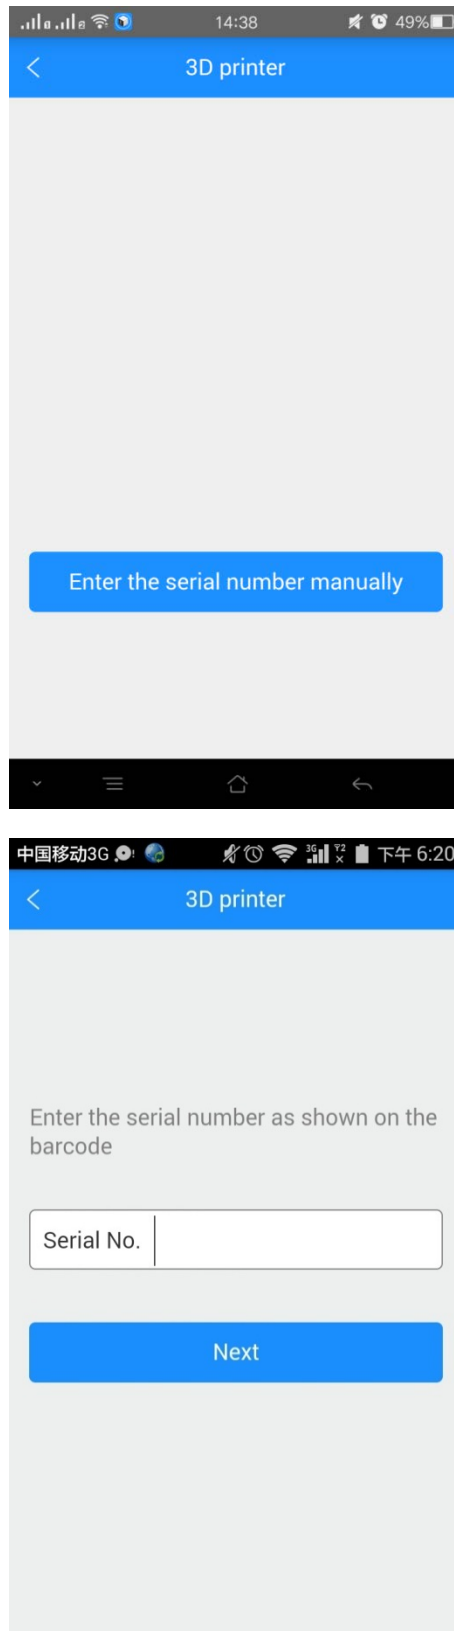 14:38 49%
3D printer
Enter the serial number manually
中国移动3G 3G 下午 6:20
3D printer
Enter the serial number as shown on the
barcode
Serial No.
Next